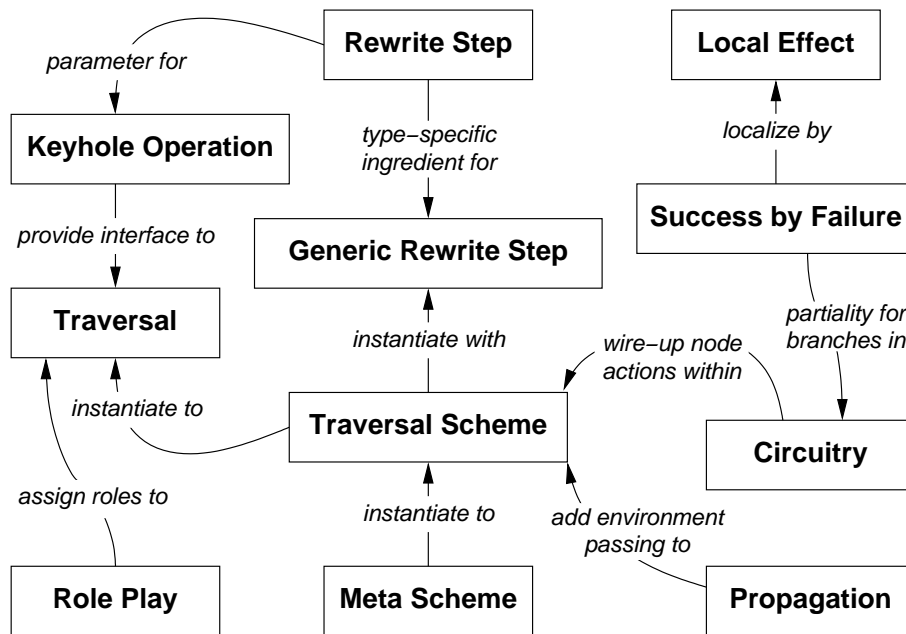 Rewrite Step
Local Effect
parameter for
Keyhole Operation
type−specific
ingredient for
localize by
provide interface to
Generic Rewrite Step
Success by Failure
Traversal
instantiate with
partiality for
branches in
wire−up node
actions within
instantiate to
Traversal Scheme
Circuitry
assign roles to
instantiate to
add environment
passing to
Role Play
Meta Scheme
Propagation